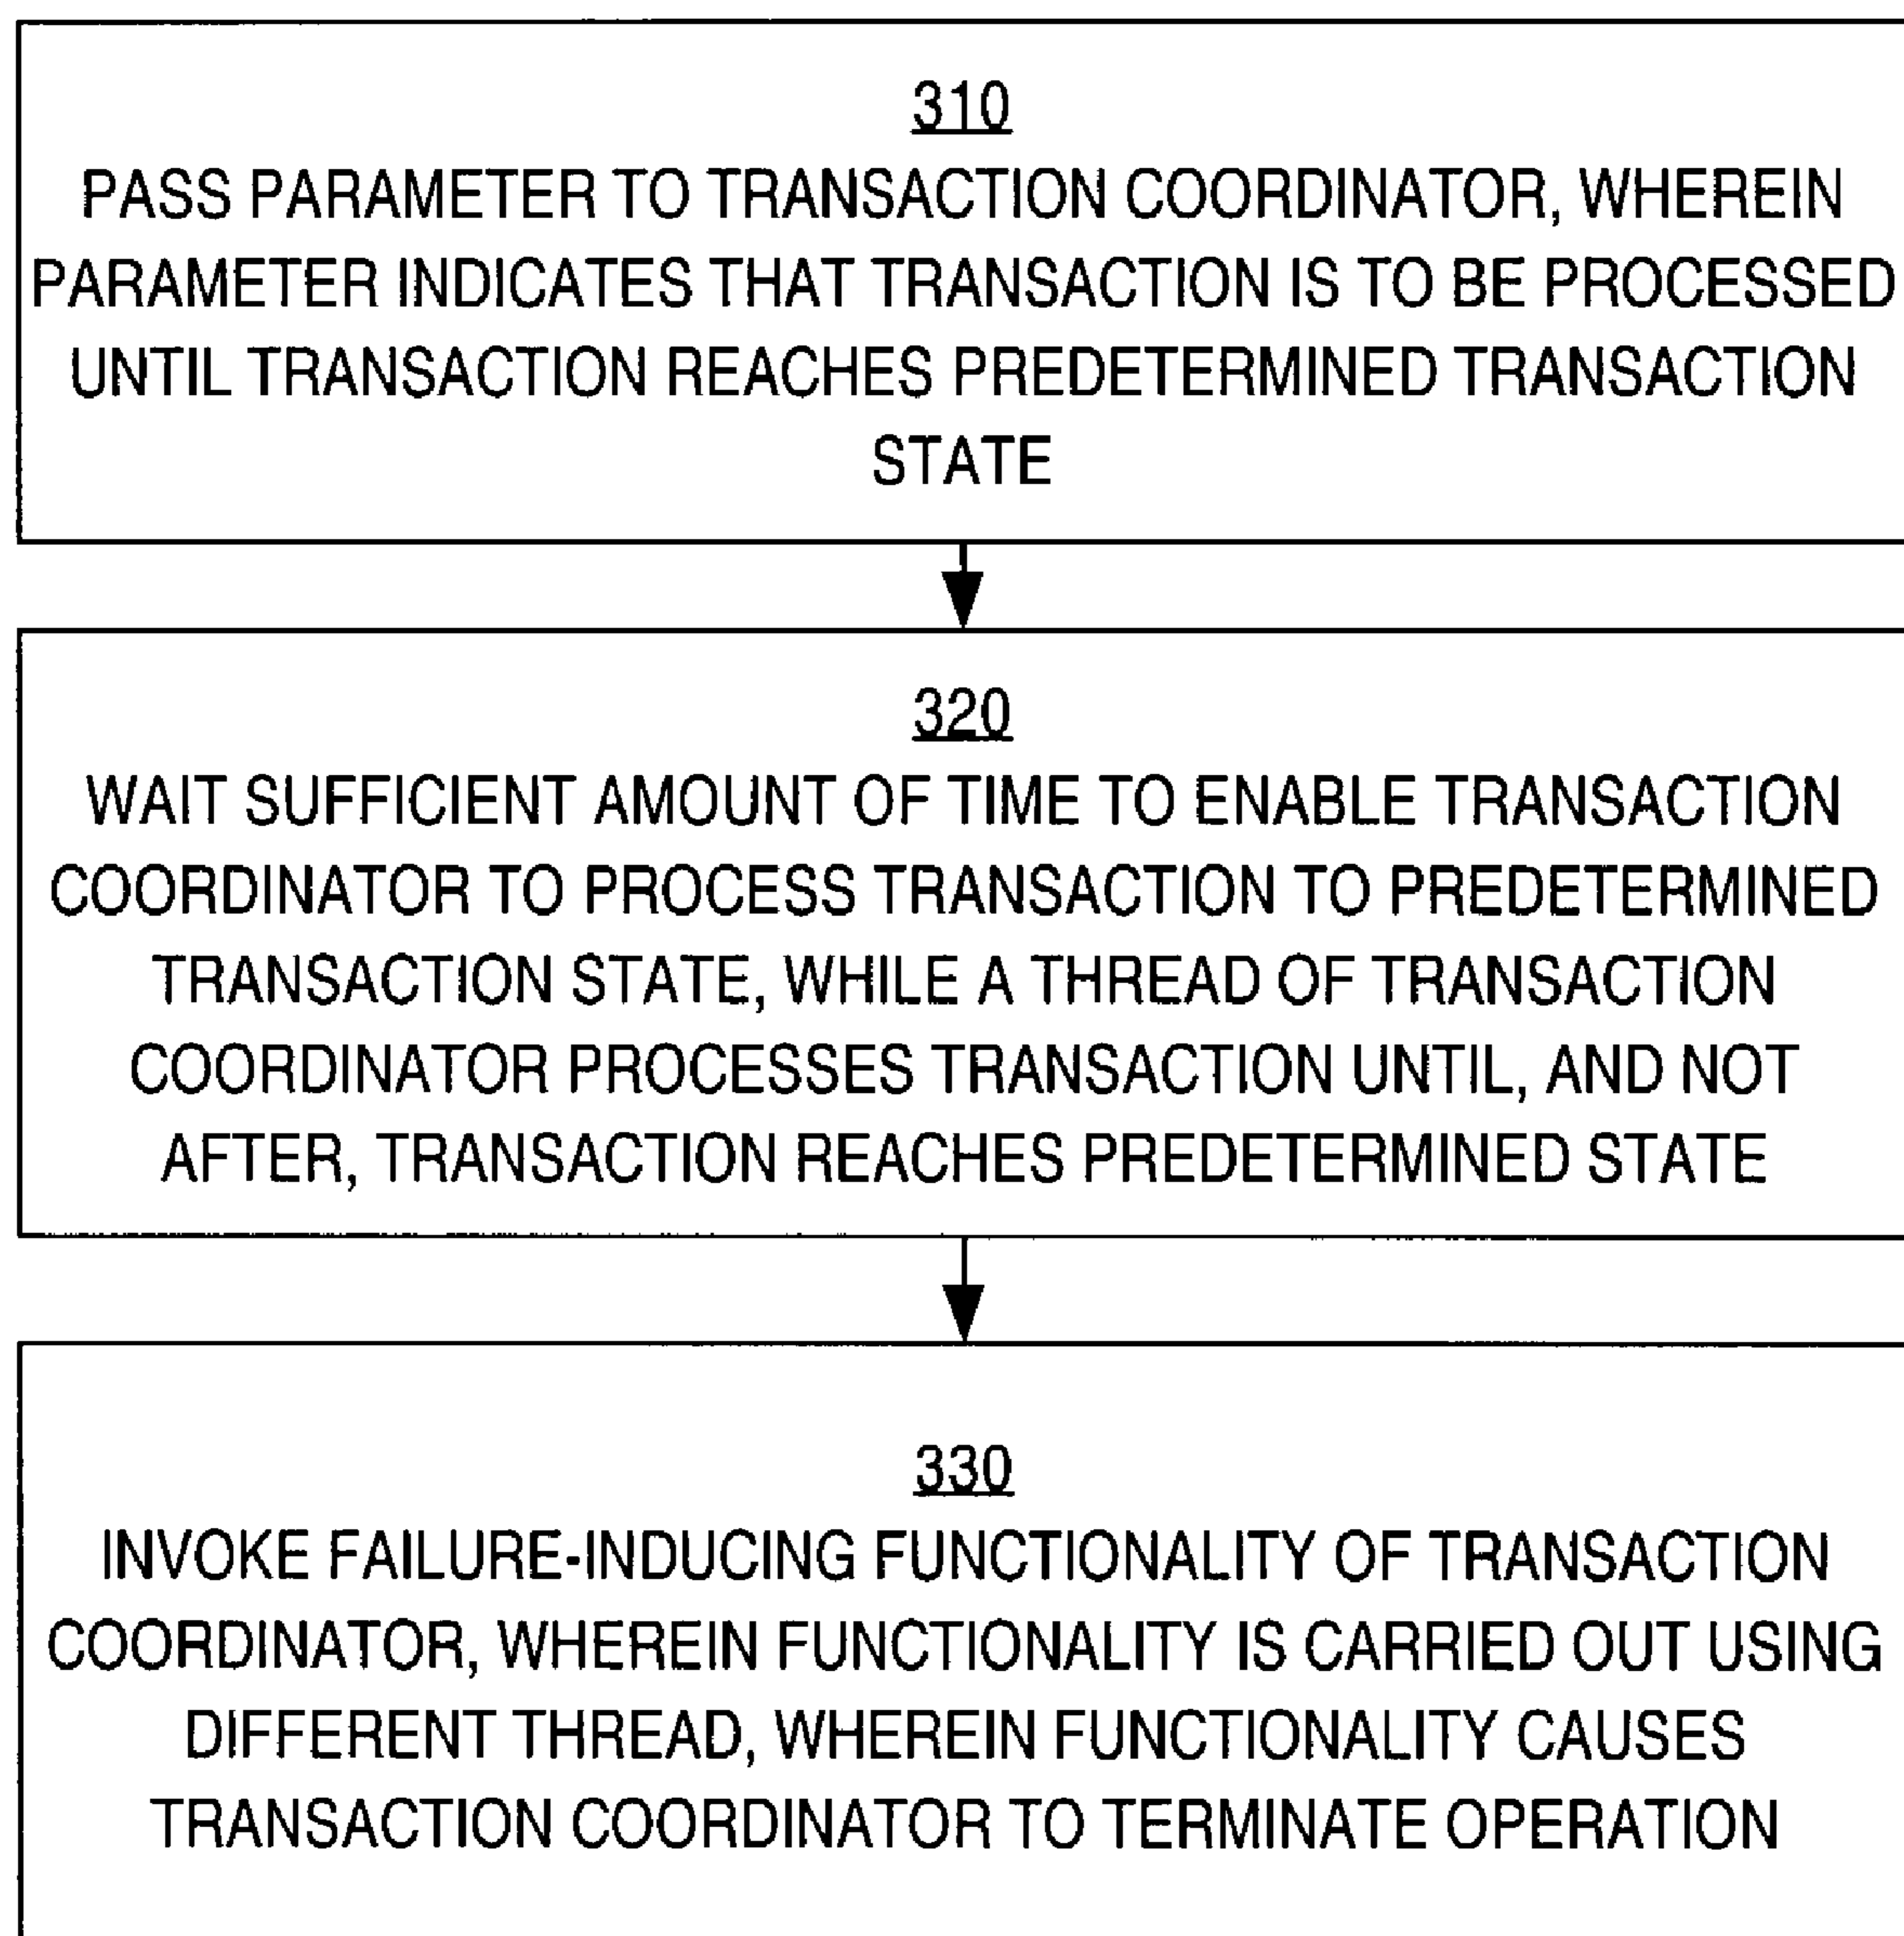 310
PASS PARAMETER TO TRANSACTION COORDINATOR, WHEREIN
PARAMETER INDICATES THAT TRANSACTION IS TO BE PROCESSED
UNTIL TRANSACTION REACHES PREDETERMINED TRANSACTION
STATE
320
WAIT SUFFICIENT AMOUNT OF TIME TO ENABLE TRANSACTION
COORDINATOR TO PROCESS TRANSACTION TO PREDETERMINED
TRANSACTION STATE, WHILE A THREAD OF TRANSACTION
COORDINATOR PROCESSES TRANSACTION UNTIL, AND NOT
AFTER, TRANSACTION REACHES PREDETERMINED STATE
330
INVOKE FAILURE-INDUCING FUNCTIONALITY OF TRANSACTION
COORDINATOR, WHEREIN FUNCTIONALITY IS CARRIED OUT USING
DIFFERENT THREAD, WHEREIN FUNCTIONALITY CAUSES
TRANSACTION COORDINATOR TO TERMINATE OPERATION